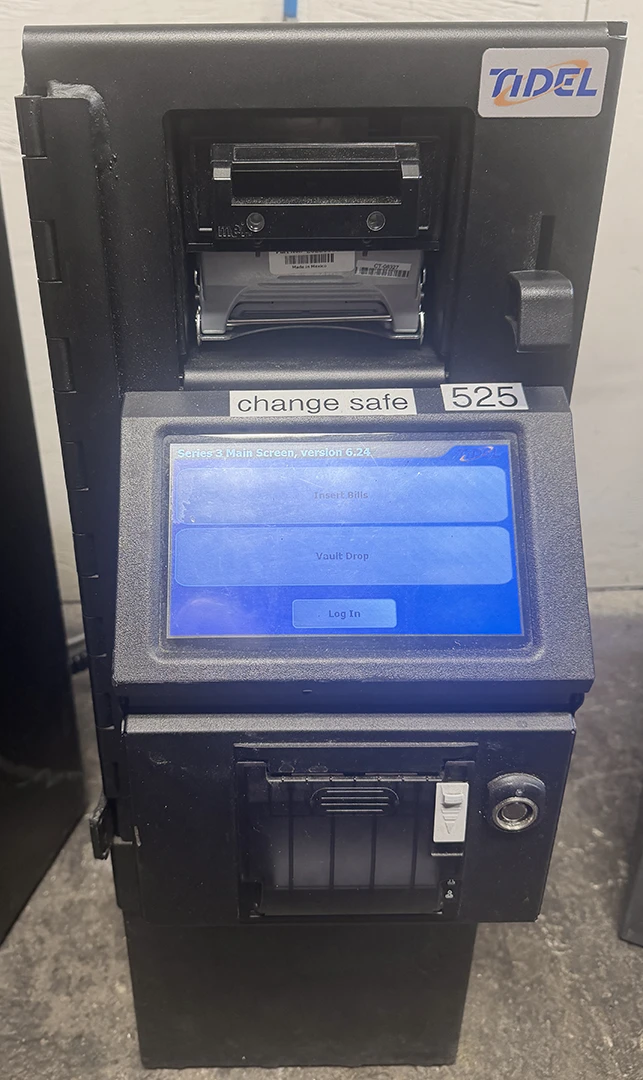 TIDEL
mei
Made in Mexico
change safe
525
Series 3 Main Screen, version 6.24
Insert Bills
Vault Drop
Log In